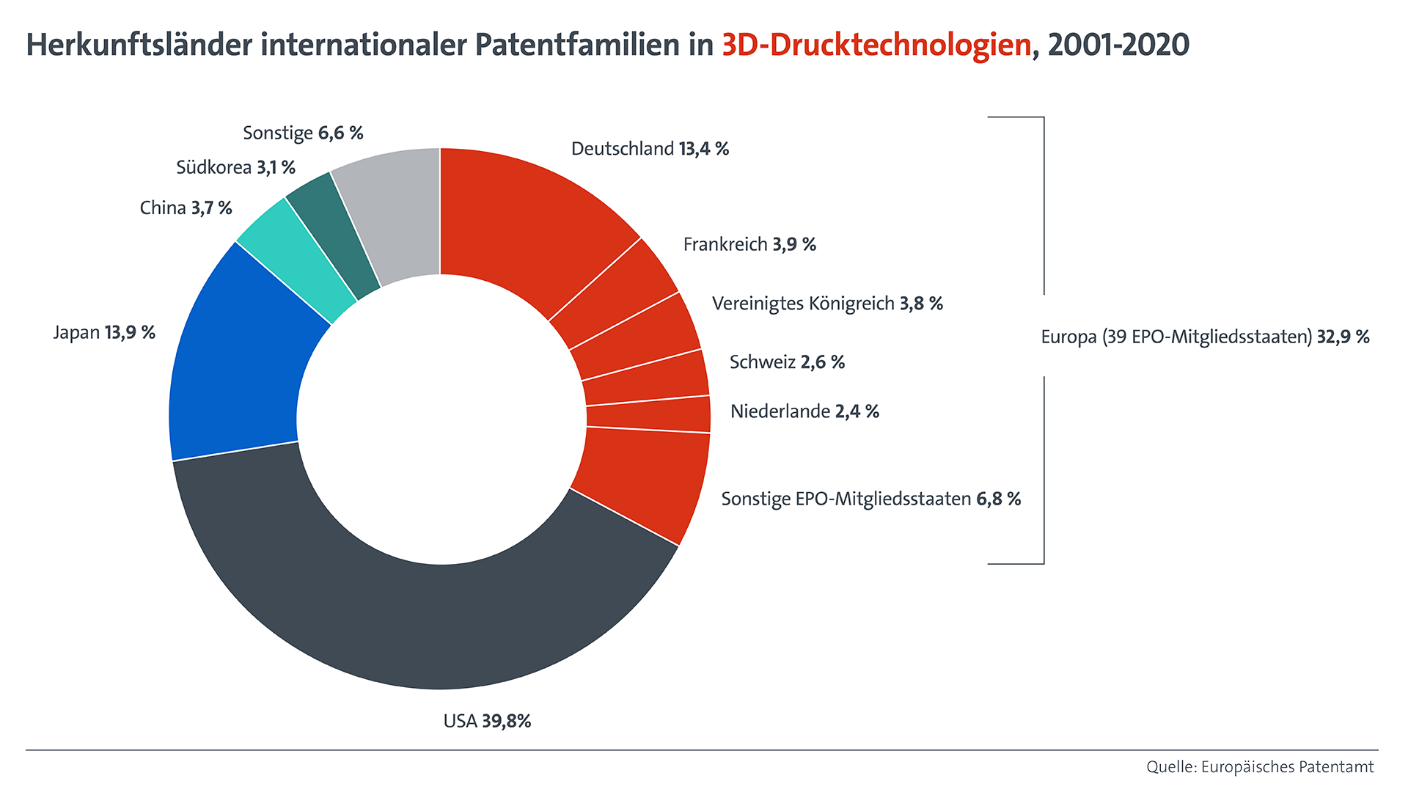 Herkunftsländer internationaler Patentfamilien in 3D-Drucktechnologien, 2001-2020
Sonstige 6,6 %
Südkorea 3,1 %
China 3,7 %
Japan 13,9 %
Deutschland 13,4 %
Frankreich 3,9 %
Vereinigtes Königreich 3,8 %
Schweiz 2,6 %
Niederlande 2,4 %
Sonstige EPO-Mitgliedsstaaten 6,8 %
Europa (39 EPO-Mitgliedsstaaten) 32,9 %
USA 39,8%
Quelle: Europäisches Patentamt